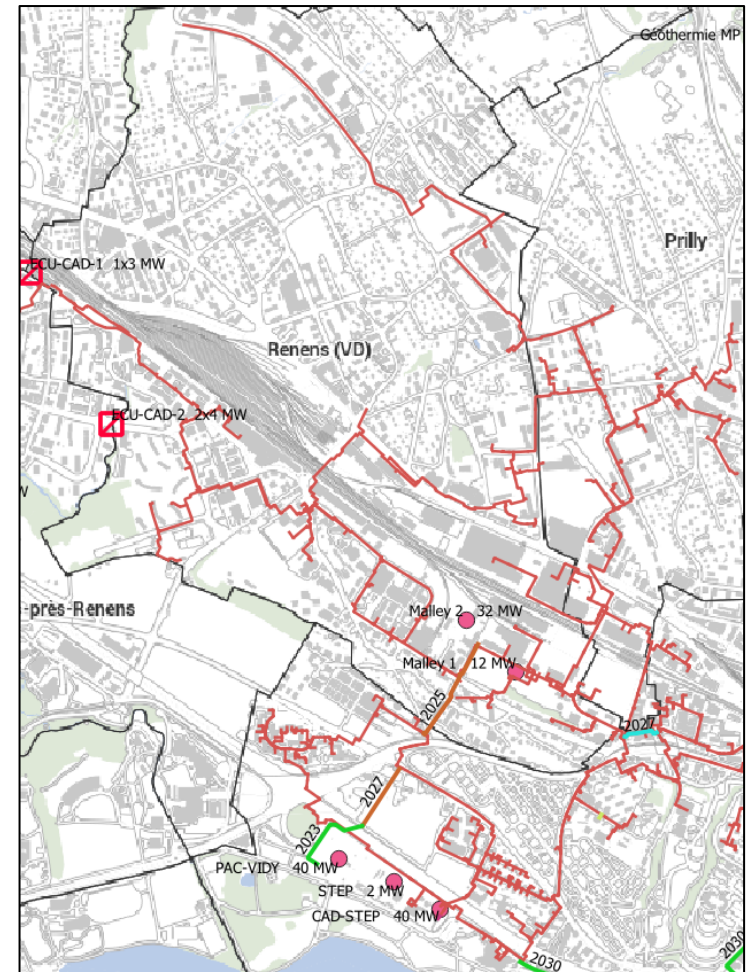 Géothermie MP
Prilly
ECU-CAD-1 1x3 MW
Renens (VD)
ECU-CAD-2 2x4 MW
W
-près-Renens
Malley 2 32 MW
Malley 1 12 MW
2025
2027
2027
2023
PAC-VIDY 40 MW
STEP 2 MW
CAD-STEP 40 MW
2030
2030